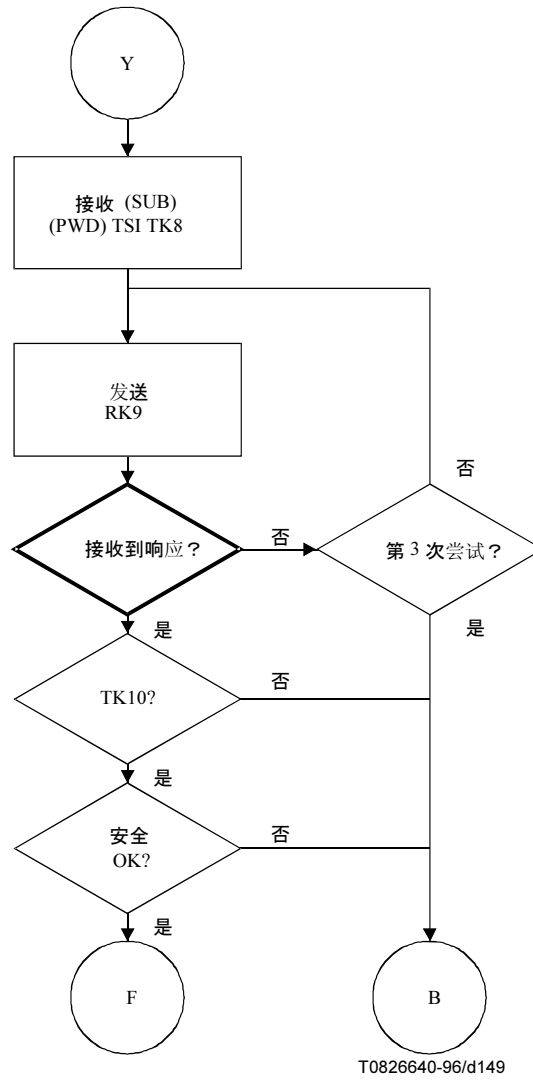 Y
接收 (SUB)
(PWD) TSI TK8
发送
RK9
否
接收到响应？
否
第 3 次尝试？
是
是
TK10?
否
是
安全
OK?
否
是
F
B
T0826640-96/d149